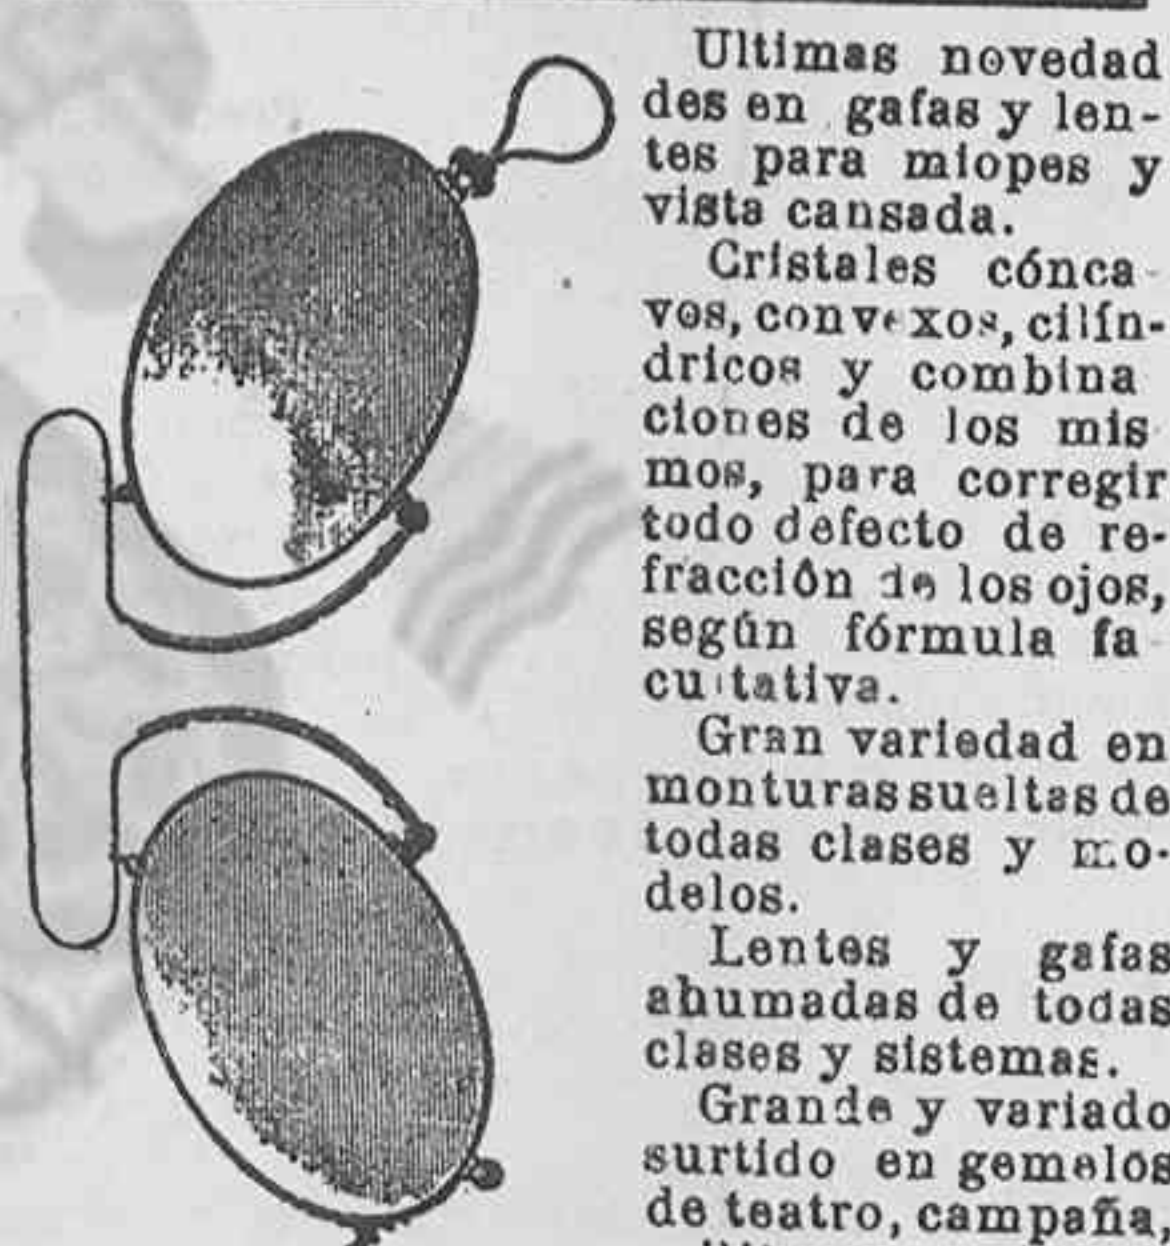 Ultimas novedad
des en gafas y len-
tes para miopes y
vista cansada.
Cristales cónca-
vos, convexos, cilín-
dricos y combina
ciones de los mis
mos, para corregir
todo defecto de re-
fracción de los ojos,
según fórmula fa
cultativa.
Gran variedad en
monturas sueltas de
todas clases y mo-
delos.
Lentes y gafas
ahumadas de todas
clases y sistemas.
Grande y variado
surtido en gemelos
de teatro, campaña,